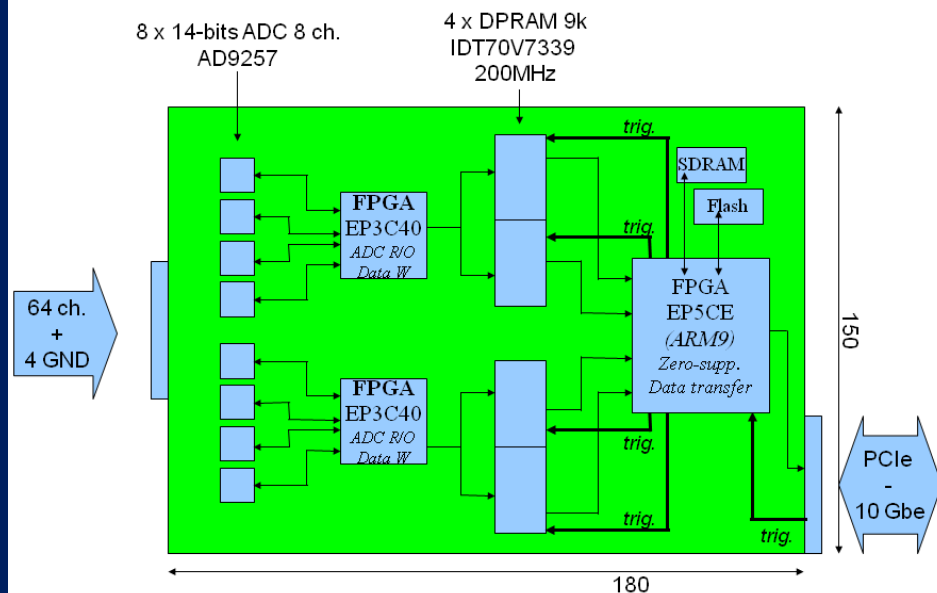 8 x 14-bits ADC 8 ch.
AD9257
4 x DPRAM 9k
IDT70V7339
200MHz
trig.
SDRAM
Flash
FPGA
EP3C40
ADC R/O
Data W
trig.
FPGA
EP5CE
(ARM9)
Zero-supp.
Data transfer
64 ch.
+
4 GND
150
FPGA
EP3C40
ADC R/O
Data W
trig.
PCIe
-
10 Gbe
trig.
trig.
180